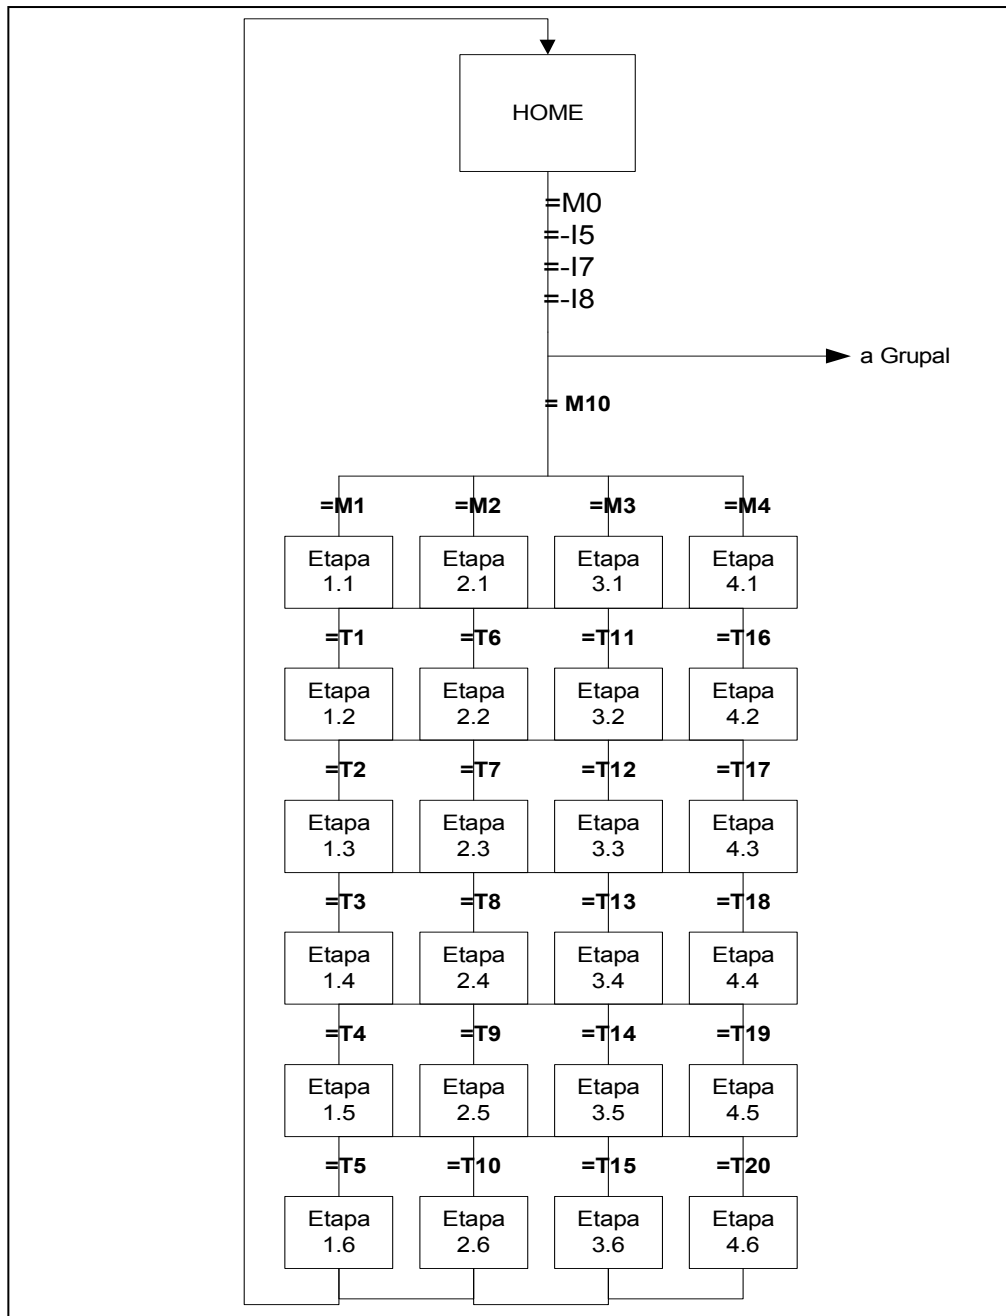 HOME
=M0
=-I5
=-I7
=-I8
a Grupal
= M10
=M1 =M2 =M3 =M4
Etapa Etapa Etapa Etapa
1.1 2.1 3.1 4.1
=T1 =T6 =T11 =T16
Etapa Etapa Etapa Etapa
1.2 2.2 3.2 4.2
=T2 =T7 =T12 =T17
Etapa Etapa Etapa Etapa
1.3 2.3 3.3 4.3
=T3 =T8 =T13 =T18
Etapa Etapa Etapa Etapa
1.4 2.4 3.4 4.4
=T4 =T9 =T14 =T19
Etapa Etapa Etapa Etapa
1.5 2.5 3.5 4.5
=T5 =T10 =T15 =T20
Etapa Etapa Etapa Etapa
1.6 2.6 3.6 4.6